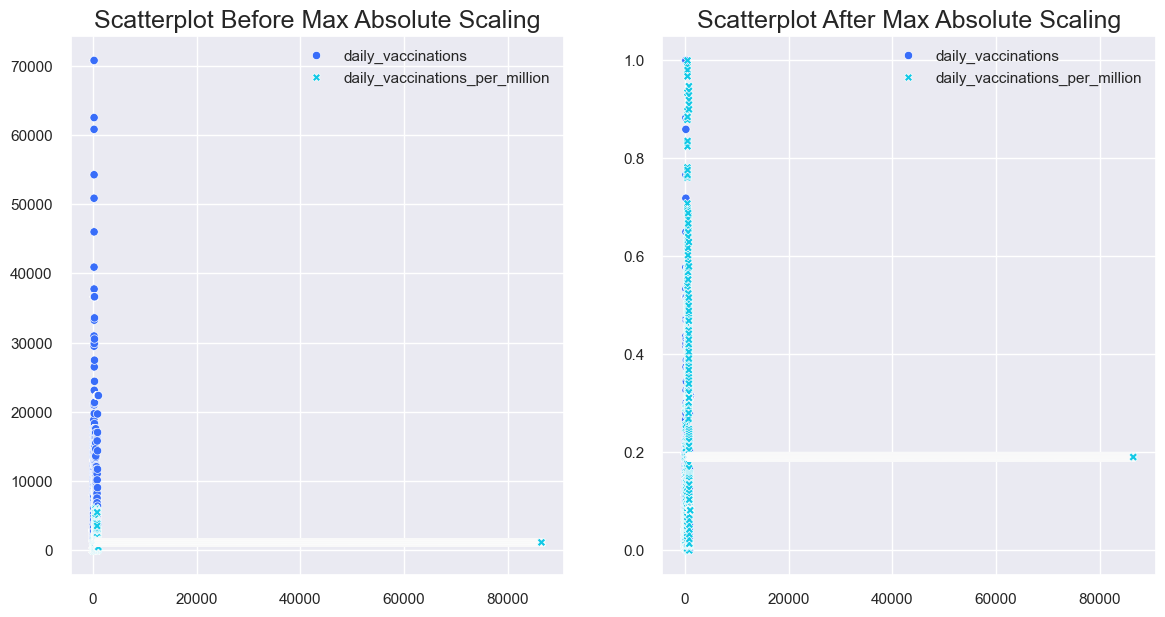 Scatterplot Before Max Absolute Scaling
daily_vaccinations
daily_vaccinations_per_million
70000
60000
50000
40000
30000
20000
10000
0
0 20000 40000 60000 80000
Scatterplot After Max Absolute Scaling
daily_vaccinations
daily_vaccinations_per_million
1.0
0.8
0.6
0.4
0.2
0.0
0 20000 40000 60000 80000